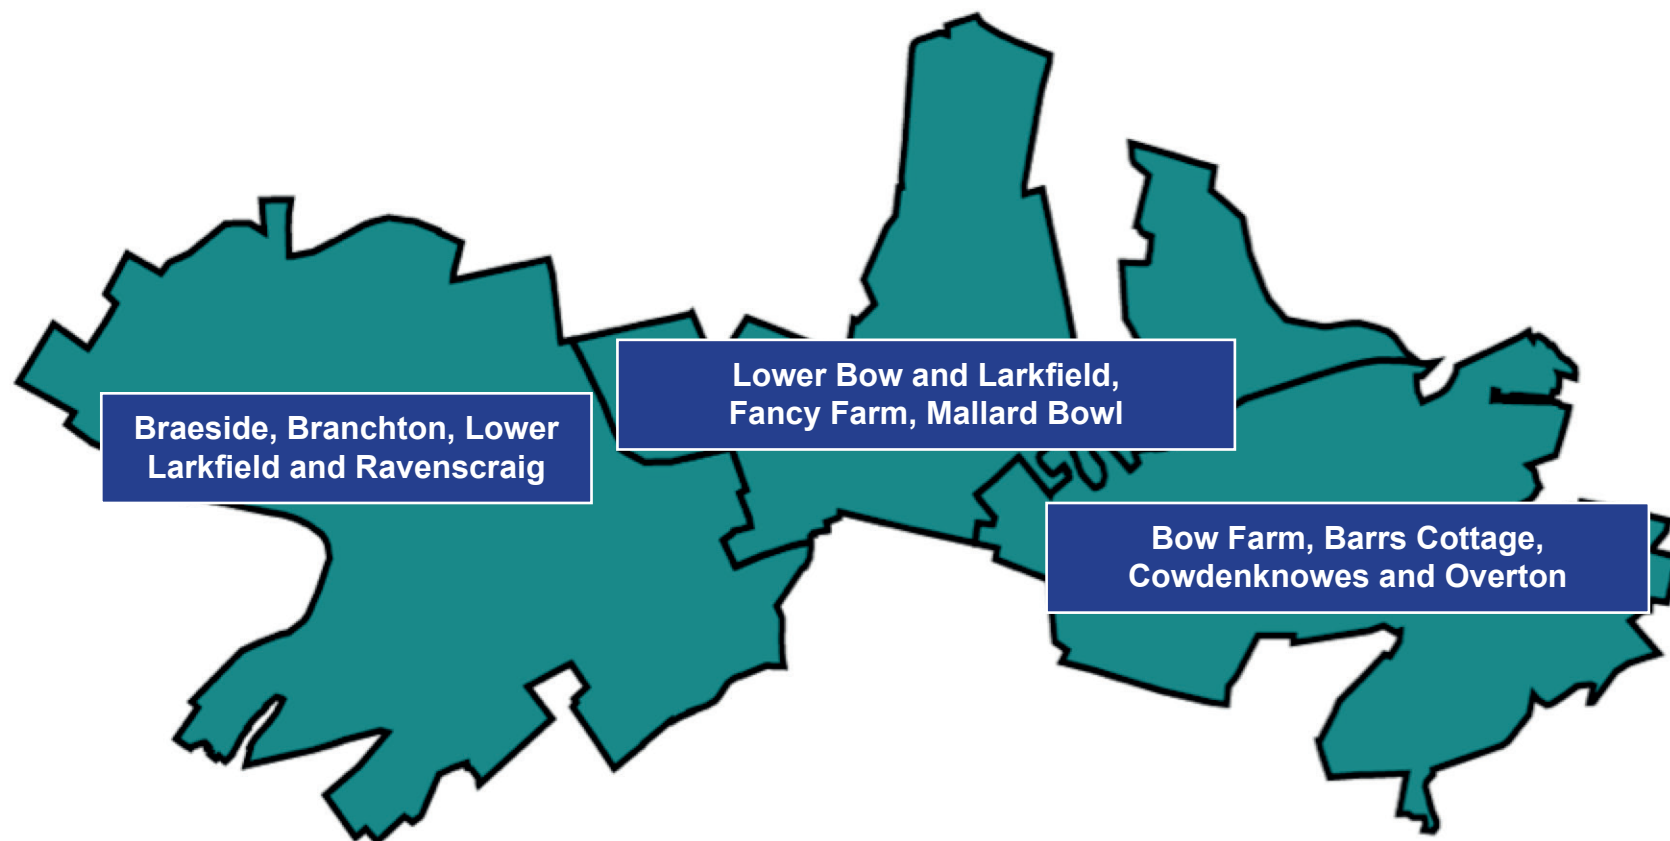 Lower Bow and Larkfield,
Fancy Farm, Mallard Bowl
Braeside, Branchton, Lower
Larkfield and Ravenscraig
Bow Farm, Barrs Cottage,
Cowdenknowes and Overton